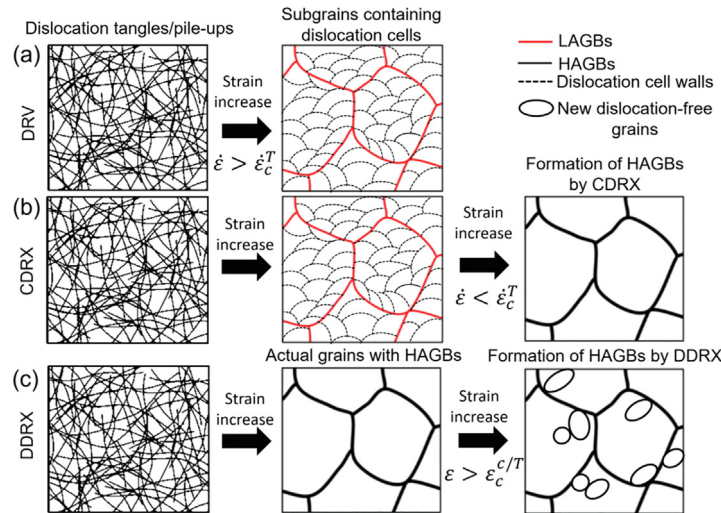 Dislocation tangles/pile-ups
Subgrains containing
dislocation cells
LAGBs
HAGBs
Dislocation cell walls
New dislocation-free
grains
(a)
DRV
Strain
increase
ε̇ > ε̇_c^T
(b)
CDRX
Strain
increase
Strain
increase
ε̇ < ε̇_c^T
Formation of HAGBs
by CDRX
(c)
DDRX
Strain
increase
Actual grains with HAGBs
Strain
increase
ε > ε_c^{c/T}
Formation of HAGBs by DDRX